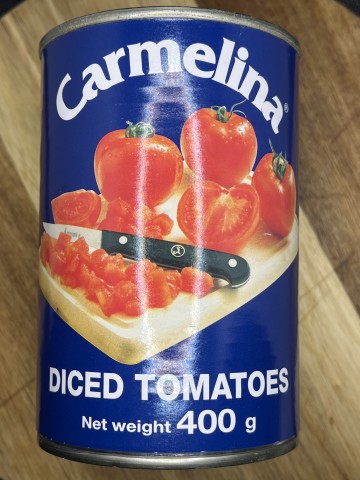 Carmelina®
DICED TOMATOES
Net weight 400 g